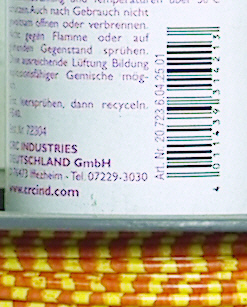 und Temperaturen über 50°C
Auch nach Gebrauch nicht
öffnen oder verbrennen.
gegen Flamme oder auf
Gegenstand sprühen.
ausreichende Lüftung Bildung
Gemische mög-
leersprühen, dann recyceln.
Nr. 72304
CRC INDUSTRIES
DEUTSCHLAND GmbH
D-76473 Iffezheim - Tel. 07229-3030
www.crcind.com
Art. Nr. 20 723 6 04 25 01